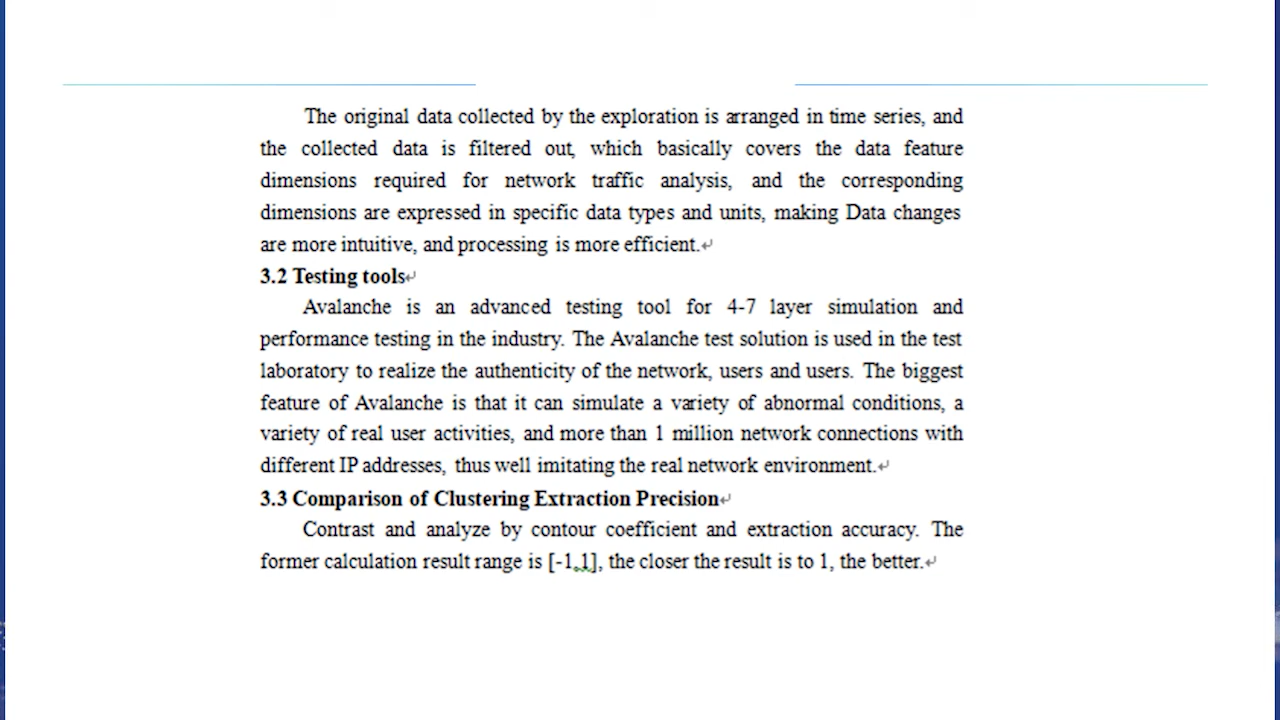 The original data collected by the exploration is arranged in time series, and
the collected data is filtered out, which basically covers the data feature
dimensions required for network traffic analysis, and the corresponding
dimensions are expressed in specific data types and units, making Data changes
are more intuitive, and processing is more efficient.↵
3.2 Testing tools↵
Avalanche is an advanced testing tool for 4-7 layer simulation and
performance testing in the industry. The Avalanche test solution is used in the test
laboratory to realize the authenticity of the network, users and users. The biggest
feature of Avalanche is that it can simulate a variety of abnormal conditions, a
variety of real user activities, and more than 1 million network connections with
different IP addresses, thus well imitating the real network environment.↵
3.3 Comparison of Clustering Extraction Precision↵
Contrast and analyze by contour coefficient and extraction accuracy. The
former calculation result range is [-1,1], the closer the result is to 1, the better.↵